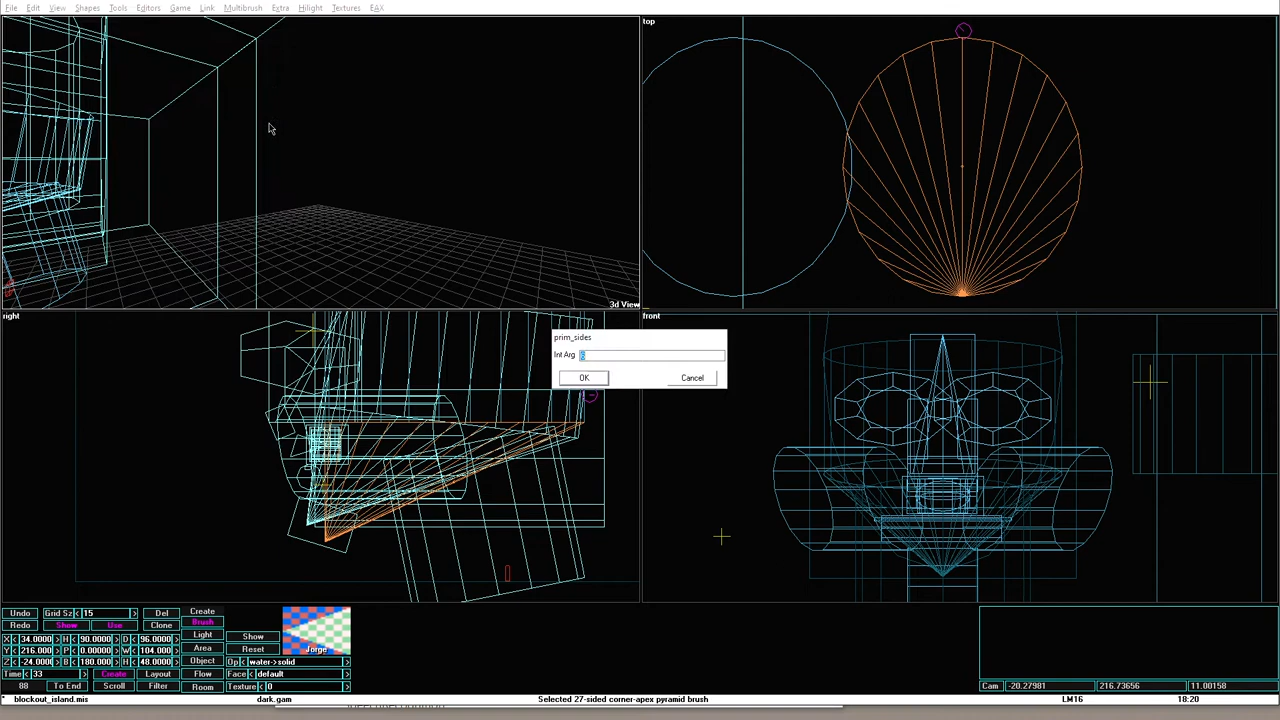 File Edit View Shapes Tools Editors Game Link Multibrush Extra Hilight Textures EAX
top
3d View
right
front
prim_sides
Int Arg
OK Cancel
Undo Grid Sz < 15 > Del Create
Redo Show Use Clone Brush
X < 34.0000 > H < 90.0000 > D < 96.0000 > Light
Y < 216.000 > P < 0.00000 > W < 104.000 > Area
Z < -24.0000 > B < 180.000 > H < 48.0000 > Object
Time < 33 > Create Layout Flow
88 To End Scroll Filter Room
Show
Reset
Jorge
Op < water->solid >
Face < default >
Texture < 0 >
Cam -20.27981 216.73656 11.00158
* blockout_island.mis dark.gam Selected 27-sided corner-apex pyramid brush LM16 18:20